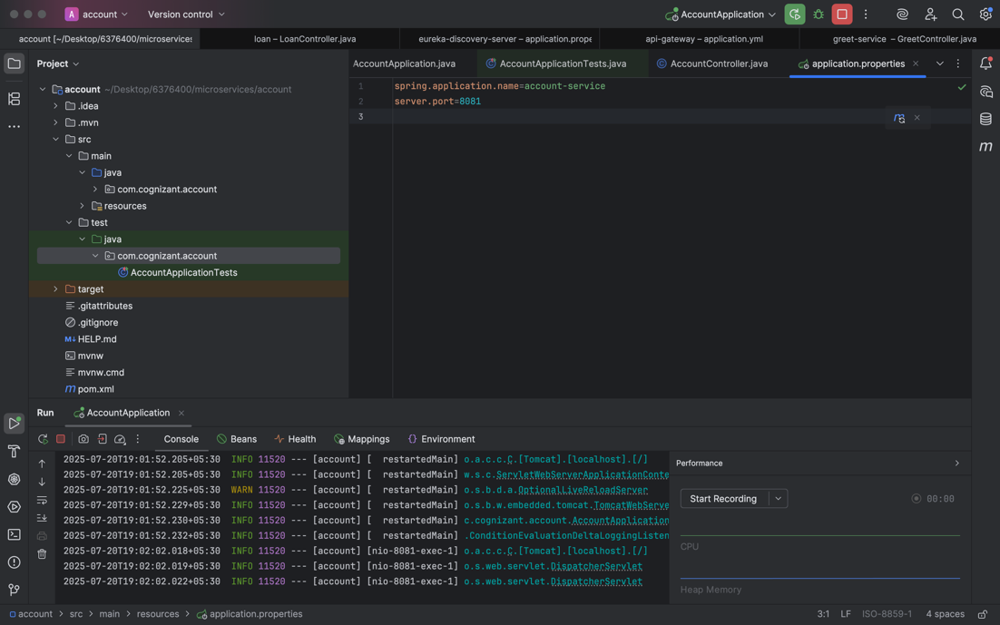 A account
Version control
AccountApplication
account [~/Desktop/6376400/microservices
loan – LoanController.java
eureka-discovery-server – application.prope
api-gateway – application.yml
greet-service – GreetController.java
Project
AccountApplication.java
AccountApplicationTests.java
AccountController.java
application.properties
account ~/Desktop/6376400/microservices/account
.idea
.mvn
src
main
java
com.cognizant.account
resources
test
java
com.cognizant.account
AccountApplicationTests
target
.gitattributes
.gitignore
M↓ HELP.md
mvnw
mvnw.cmd
m pom.xml
1 spring.application.name=account-service
2 server.port=8081
3
m
m
Run
AccountApplication
Console
Beans
Health
Mappings
Environment
2025-07-20T19:01:52.205+05:30 INFO 11520 --- [account] [ restartedMain] o.a.c.c.C.[Tomcat].[localhost].[/]
2025-07-20T19:01:52.205+05:30 INFO 11520 --- [account] [ restartedMain] w.s.c.ServletWebServerApplicationConte
2025-07-20T19:01:52.225+05:30 WARN 11520 --- [account] [ restartedMain] o.s.b.d.a.OptionalLiveReloadServer
2025-07-20T19:01:52.229+05:30 INFO 11520 --- [account] [ restartedMain] o.s.b.w.embedded.tomcat.TomcatWebServe
2025-07-20T19:01:52.230+05:30 INFO 11520 --- [account] [ restartedMain] c.cognizant.account.AccountApplication
2025-07-20T19:01:52.232+05:30 INFO 11520 --- [account] [ restartedMain] .ConditionEvaluationDeltaLoggingListen
2025-07-20T19:02:02.018+05:30 INFO 11520 --- [account] [nio-8081-exec-1] o.a.c.c.C.[Tomcat].[localhost].[/]
2025-07-20T19:02:02.019+05:30 INFO 11520 --- [account] [nio-8081-exec-1] o.s.web.servlet.DispatcherServlet
2025-07-20T19:02:02.022+05:30 INFO 11520 --- [account] [nio-8081-exec-1] o.s.web.servlet.DispatcherServlet
Performance
Start Recording
00:00
CPU
Heap Memory
account > src > main > resources > application.properties
3:1 LF ISO-8859-1 4 spaces